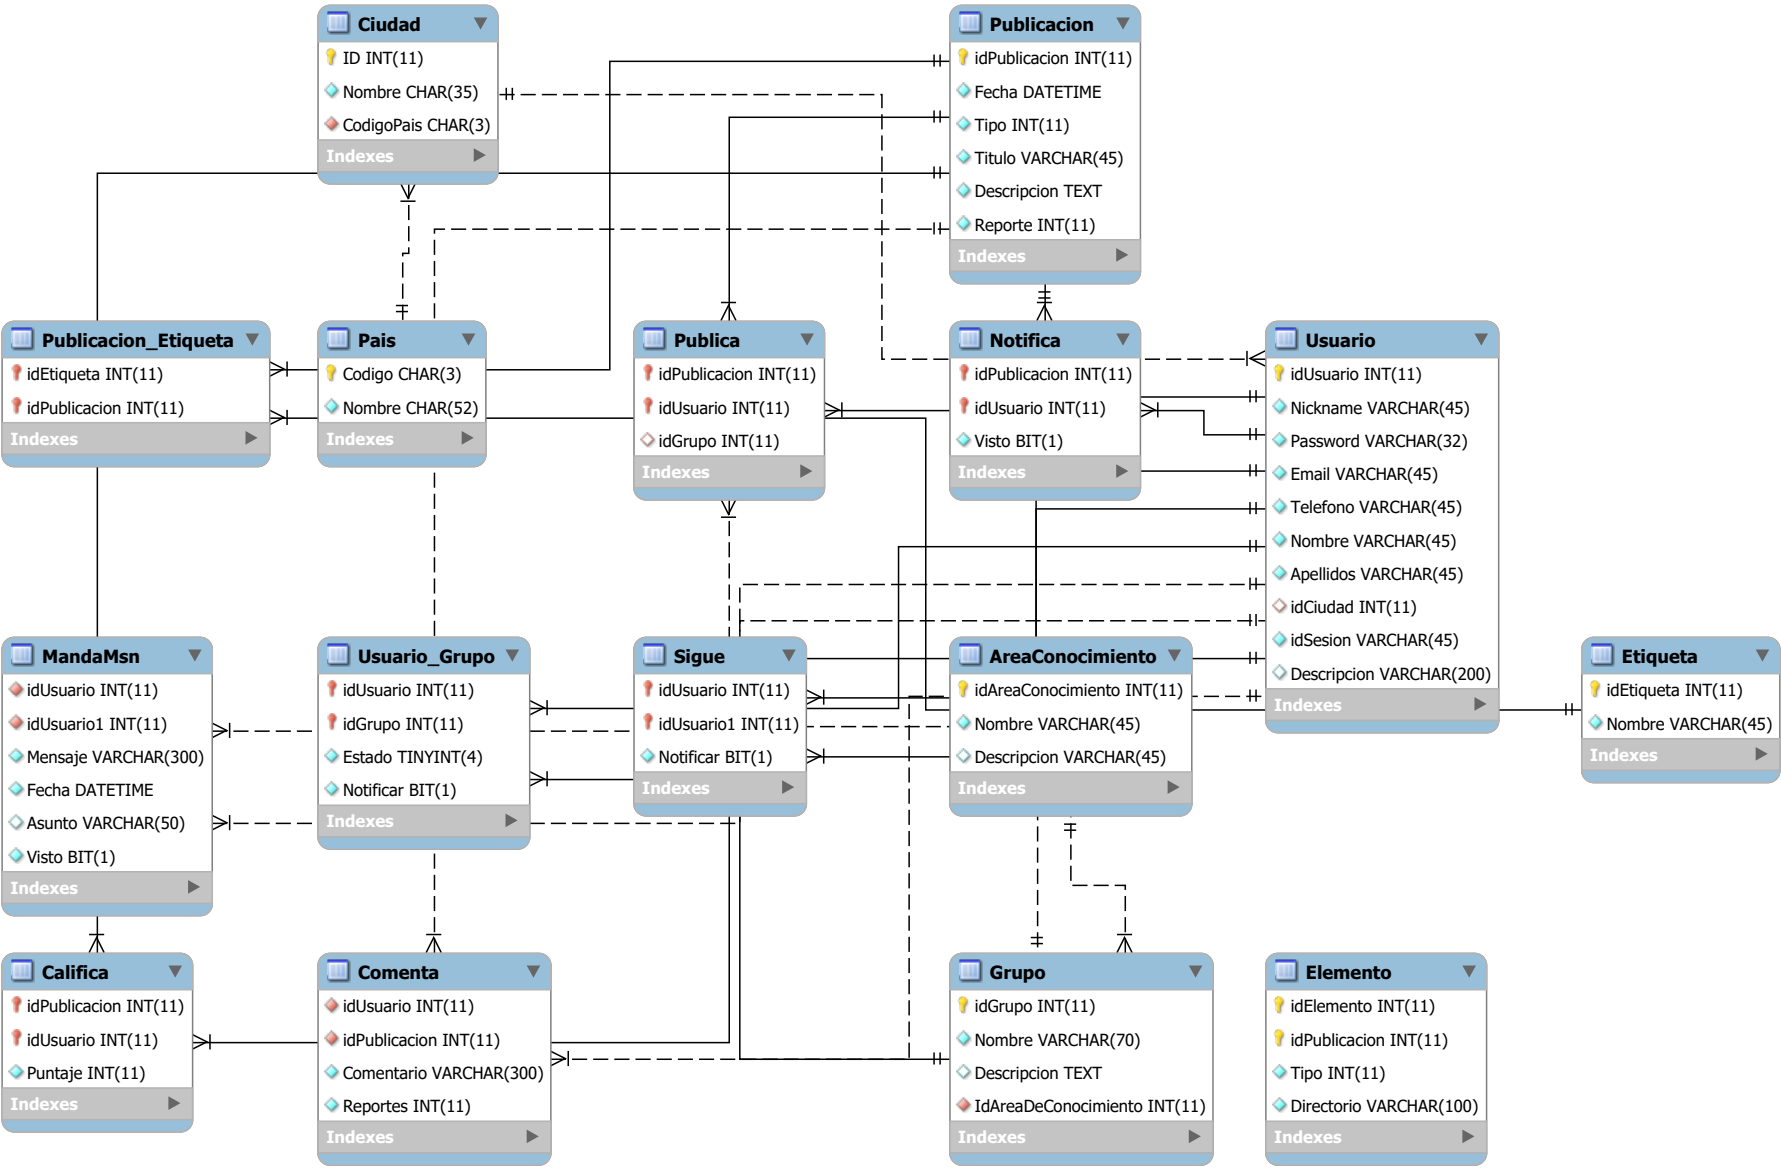 Ciudad
ID INT(11)
Nombre CHAR(35)
CodigoPais CHAR(3)
Indexes
Publicacion
idPublicacion INT(11)
Fecha DATETIME
Tipo INT(11)
Titulo VARCHAR(45)
Descripcion TEXT
Reporte INT(11)
Indexes
Publicacion_Etiqueta
idEtiqueta INT(11)
idPublicacion INT(11)
Indexes
Pais
Codigo CHAR(3)
Nombre CHAR(52)
Indexes
Publica
idPublicacion INT(11)
idUsuario INT(11)
idGrupo INT(11)
Indexes
Notifica
idPublicacion INT(11)
idUsuario INT(11)
Visto BIT(1)
Indexes
Usuario
idUsuario INT(11)
Nickname VARCHAR(45)
Password VARCHAR(32)
Email VARCHAR(45)
Telefono VARCHAR(45)
Nombre VARCHAR(45)
Apellidos VARCHAR(45)
idCiudad INT(11)
idSesion VARCHAR(45)
Descripcion VARCHAR(200)
Indexes
MandaMsn
idUsuario INT(11)
idUsuario1 INT(11)
Mensaje VARCHAR(300)
Fecha DATETIME
Asunto VARCHAR(50)
Visto BIT(1)
Indexes
Usuario_Grupo
idUsuario INT(11)
idGrupo INT(11)
Estado TINYINT(4)
Notificar BIT(1)
Indexes
Sigue
idUsuario INT(11)
idUsuario1 INT(11)
Notificar BIT(1)
Indexes
AreaConocimiento
idAreaConocimiento INT(11)
Nombre VARCHAR(45)
Descripcion VARCHAR(45)
Indexes
Etiqueta
idEtiqueta INT(11)
Nombre VARCHAR(45)
Indexes
Califica
idPublicacion INT(11)
idUsuario INT(11)
Puntaje INT(11)
Indexes
Comenta
idUsuario INT(11)
idPublicacion INT(11)
Comentario VARCHAR(300)
Reportes INT(11)
Indexes
Grupo
idGrupo INT(11)
Nombre VARCHAR(70)
Descripcion TEXT
IdAreaDeConocimiento INT(11)
Indexes
Elemento
idElemento INT(11)
idPublicacion INT(11)
Tipo INT(11)
Directorio VARCHAR(100)
Indexes